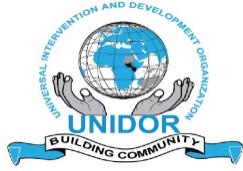 UNIVERSAL INTERVENTION AND DEVELOPMENT ORGANIZATION
UNIDOR
BUILDING COMMUNITY